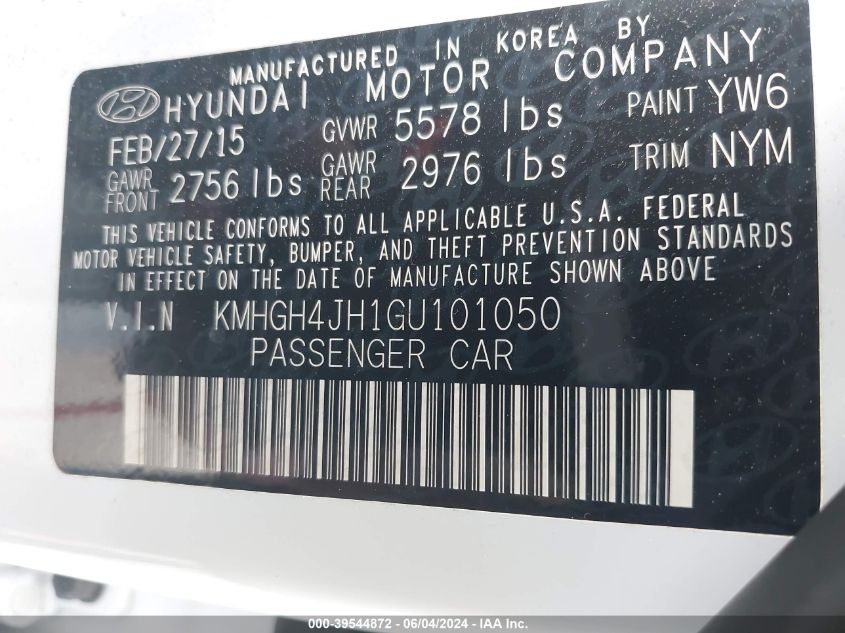 MANUFACTURED IN KOREA BY
HYUNDAI MOTOR COMPANY
FEB/27/15 GVWR 5578 lbs PAINT YW6
GAWR FRONT 2756 lbs GAWR REAR 2976 lbs TRIM NYM
THIS VEHICLE CONFORMS TO ALL APPLICABLE U.S.A. FEDERAL
MOTOR VEHICLE SAFETY, BUMPER, AND THEFT PREVENTION STANDARDS
IN EFFECT ON THE DATE OF MANUFACTURE SHOWN ABOVE
V.I.N KMHGH4JH1GU101050
PASSENGER CAR
000-39544872 - 06/04/2024 - IAA Inc.